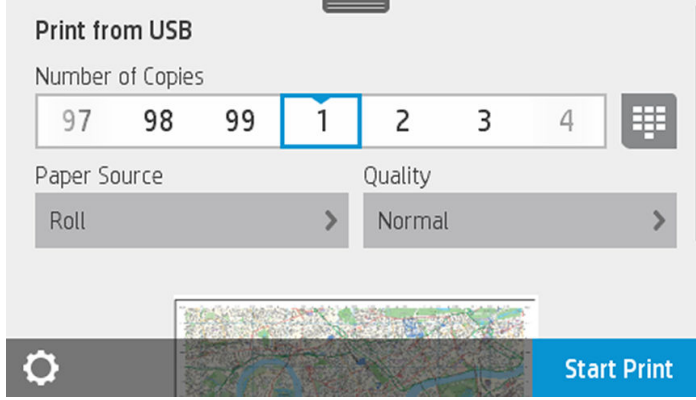 Print from USB
Number of Copies
97 98 99 1 2 3 4
Paper Source Quality
Roll Normal
Start Print